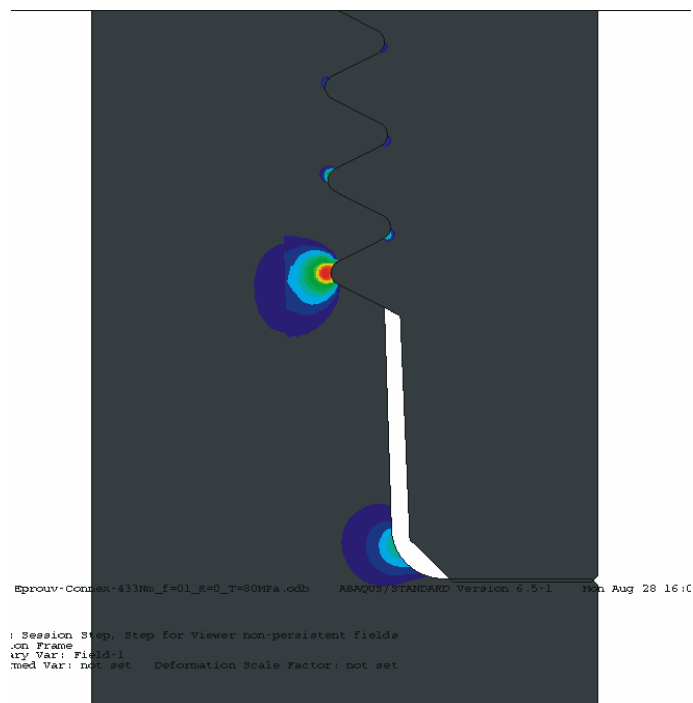 Eprouv-Connex-433Nm_f=01_R=0_T=80MPa.odb ABAQUS/STANDARD Version 6.5-1 Mon Aug 28 16:0
: Session Step, Step for Viewer non-persistent fields
ion Frame
ary Var: Field-1
rmed Var: not set Deformation Scale Factor: not set